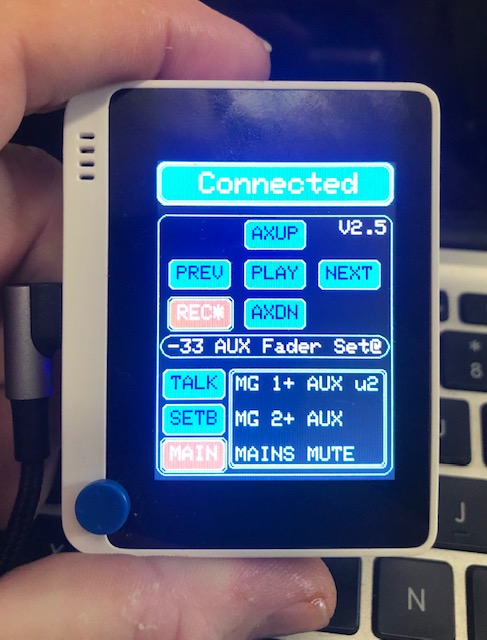 Connected
AXUP V2.5
PREV PLAY NEXT
REC* AXDN
-33 AUX Fader Set@
TALK MG 1+ AUX u2
SETB MG 2+ AUX
MAIN MAINS MUTE
*
8
J
N